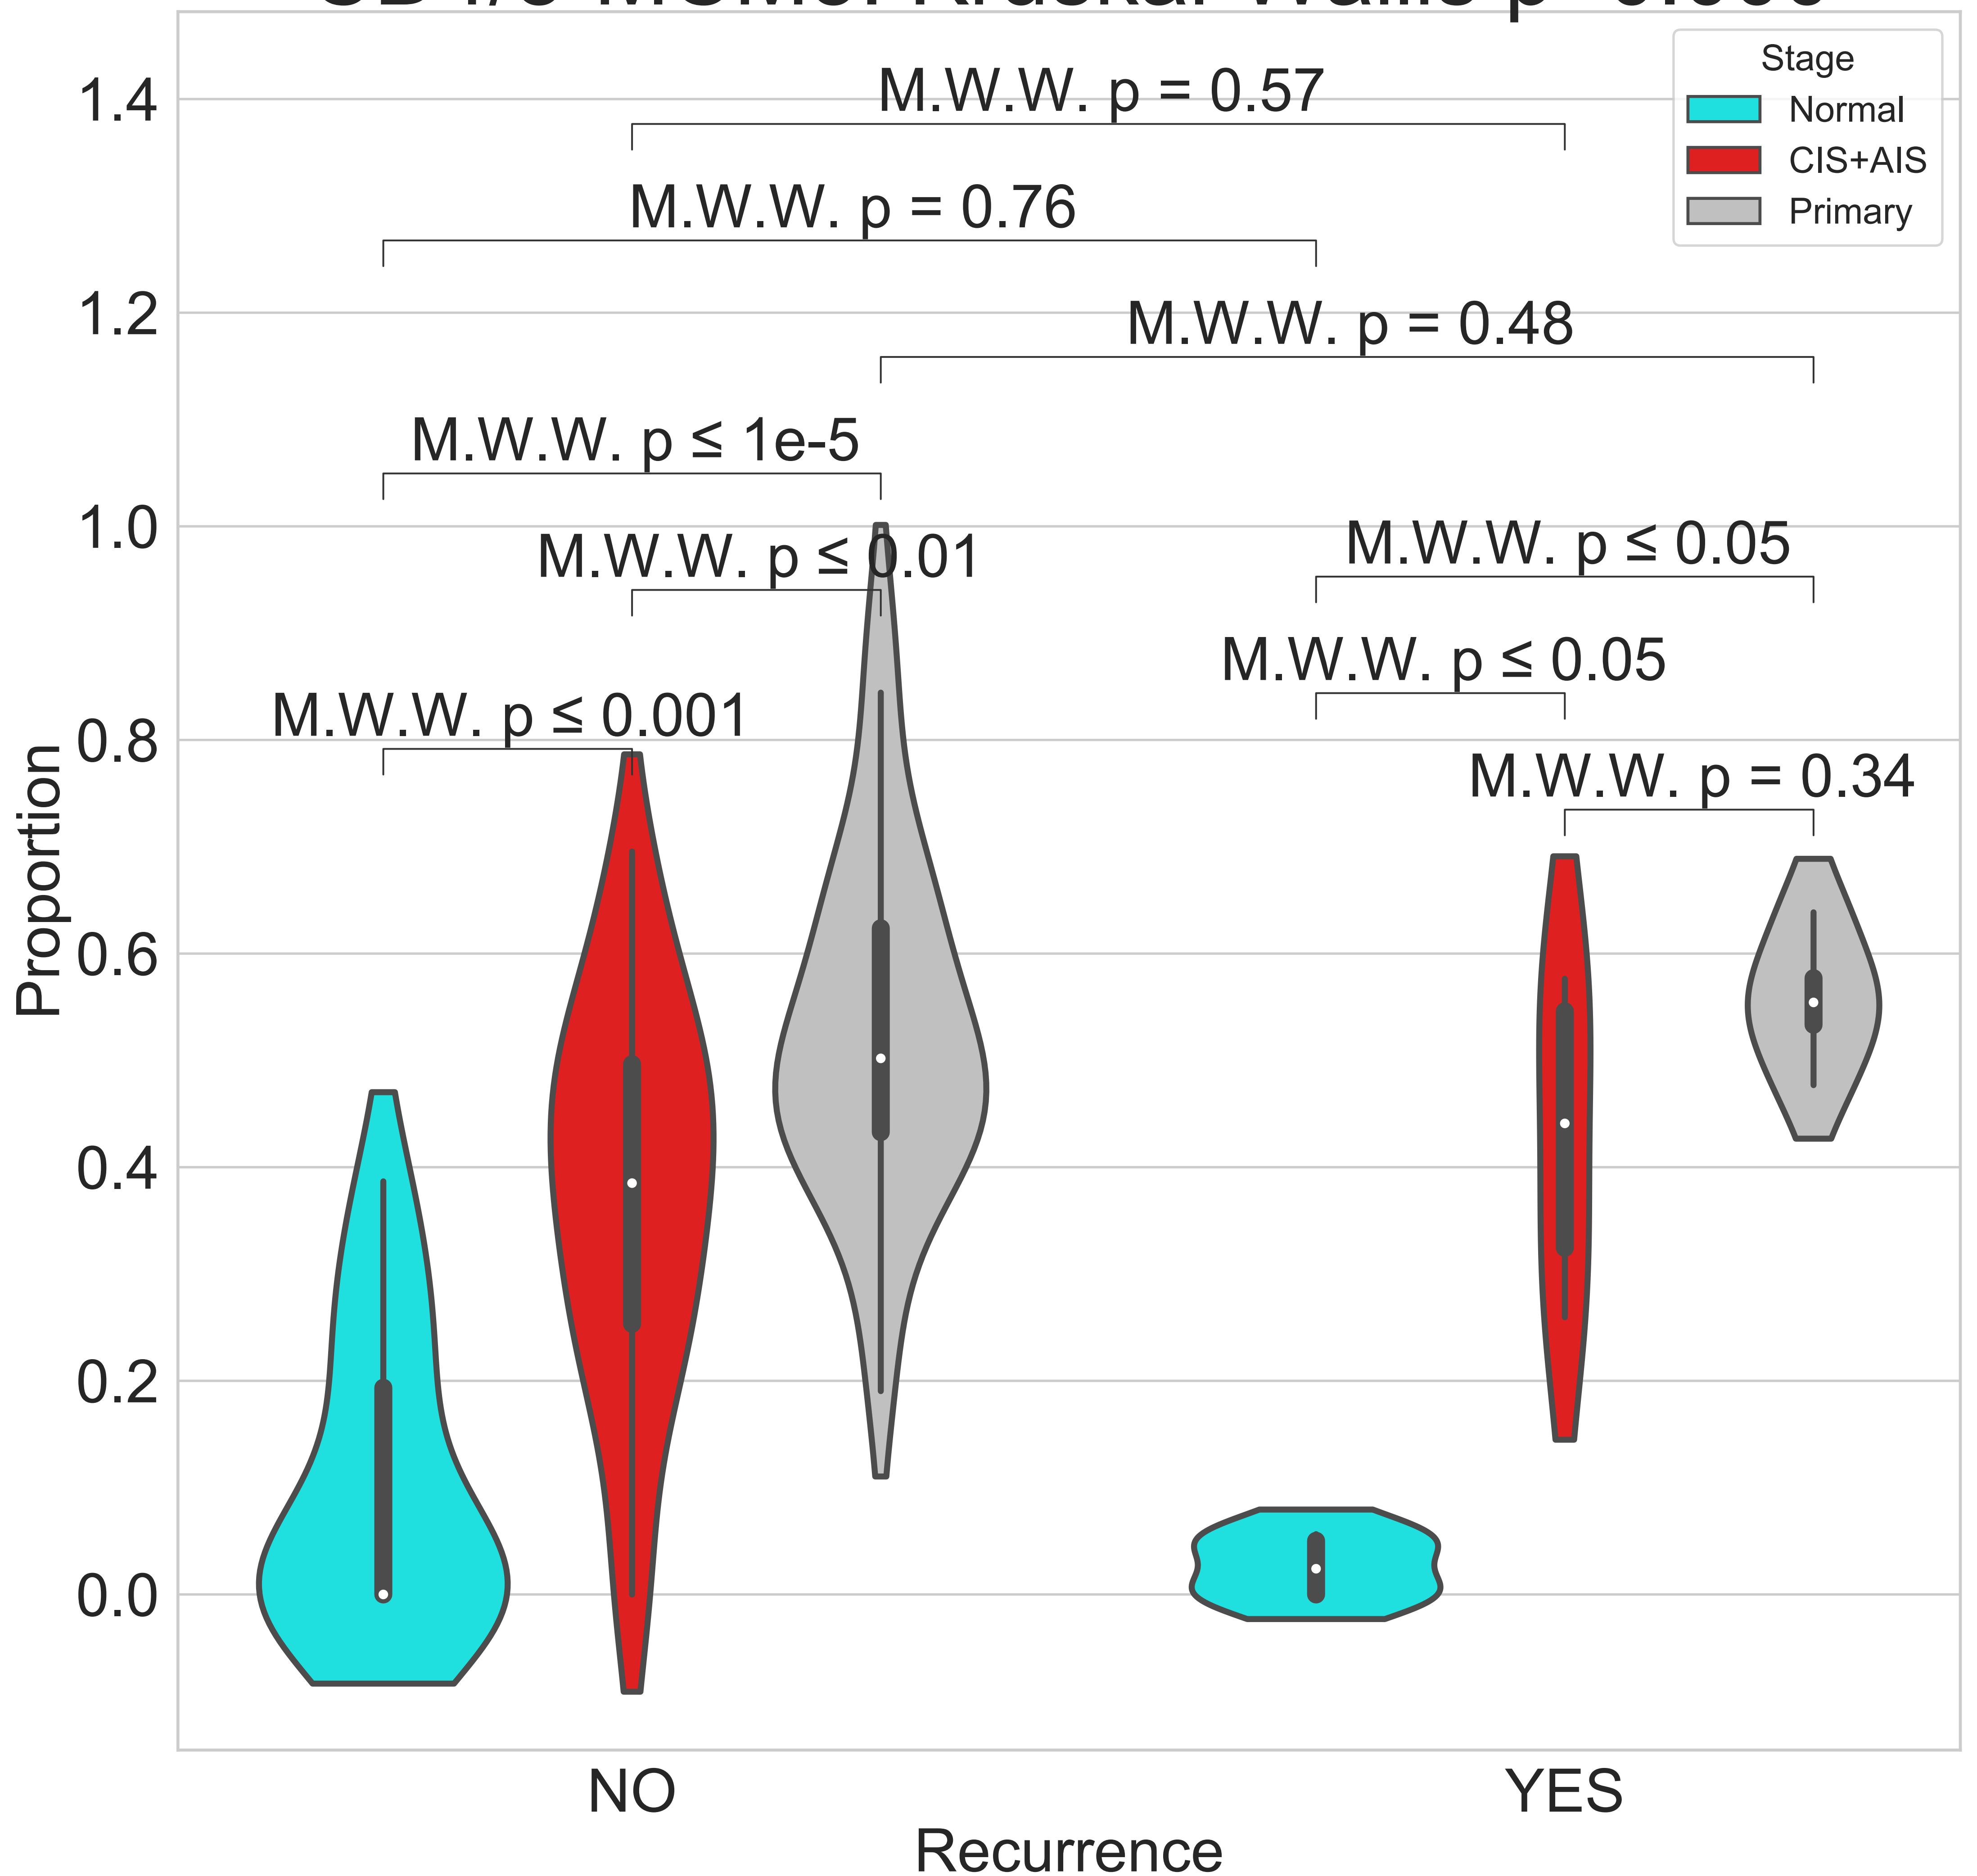 Stage
Normal
CIS+AIS
Primary
M.W.W. p = 0.57
M.W.W. p = 0.76
M.W.W. p = 0.48
M.W.W. p ≤ 1e-5
M.W.W. p ≤ 0.01
M.W.W. p ≤ 0.05
M.W.W. p ≤ 0.05
M.W.W. p ≤ 0.001
M.W.W. p = 0.34
1.4
1.2
1.0
0.8
0.6
0.4
0.2
0.0
Proportion
NO
YES
Recurrence